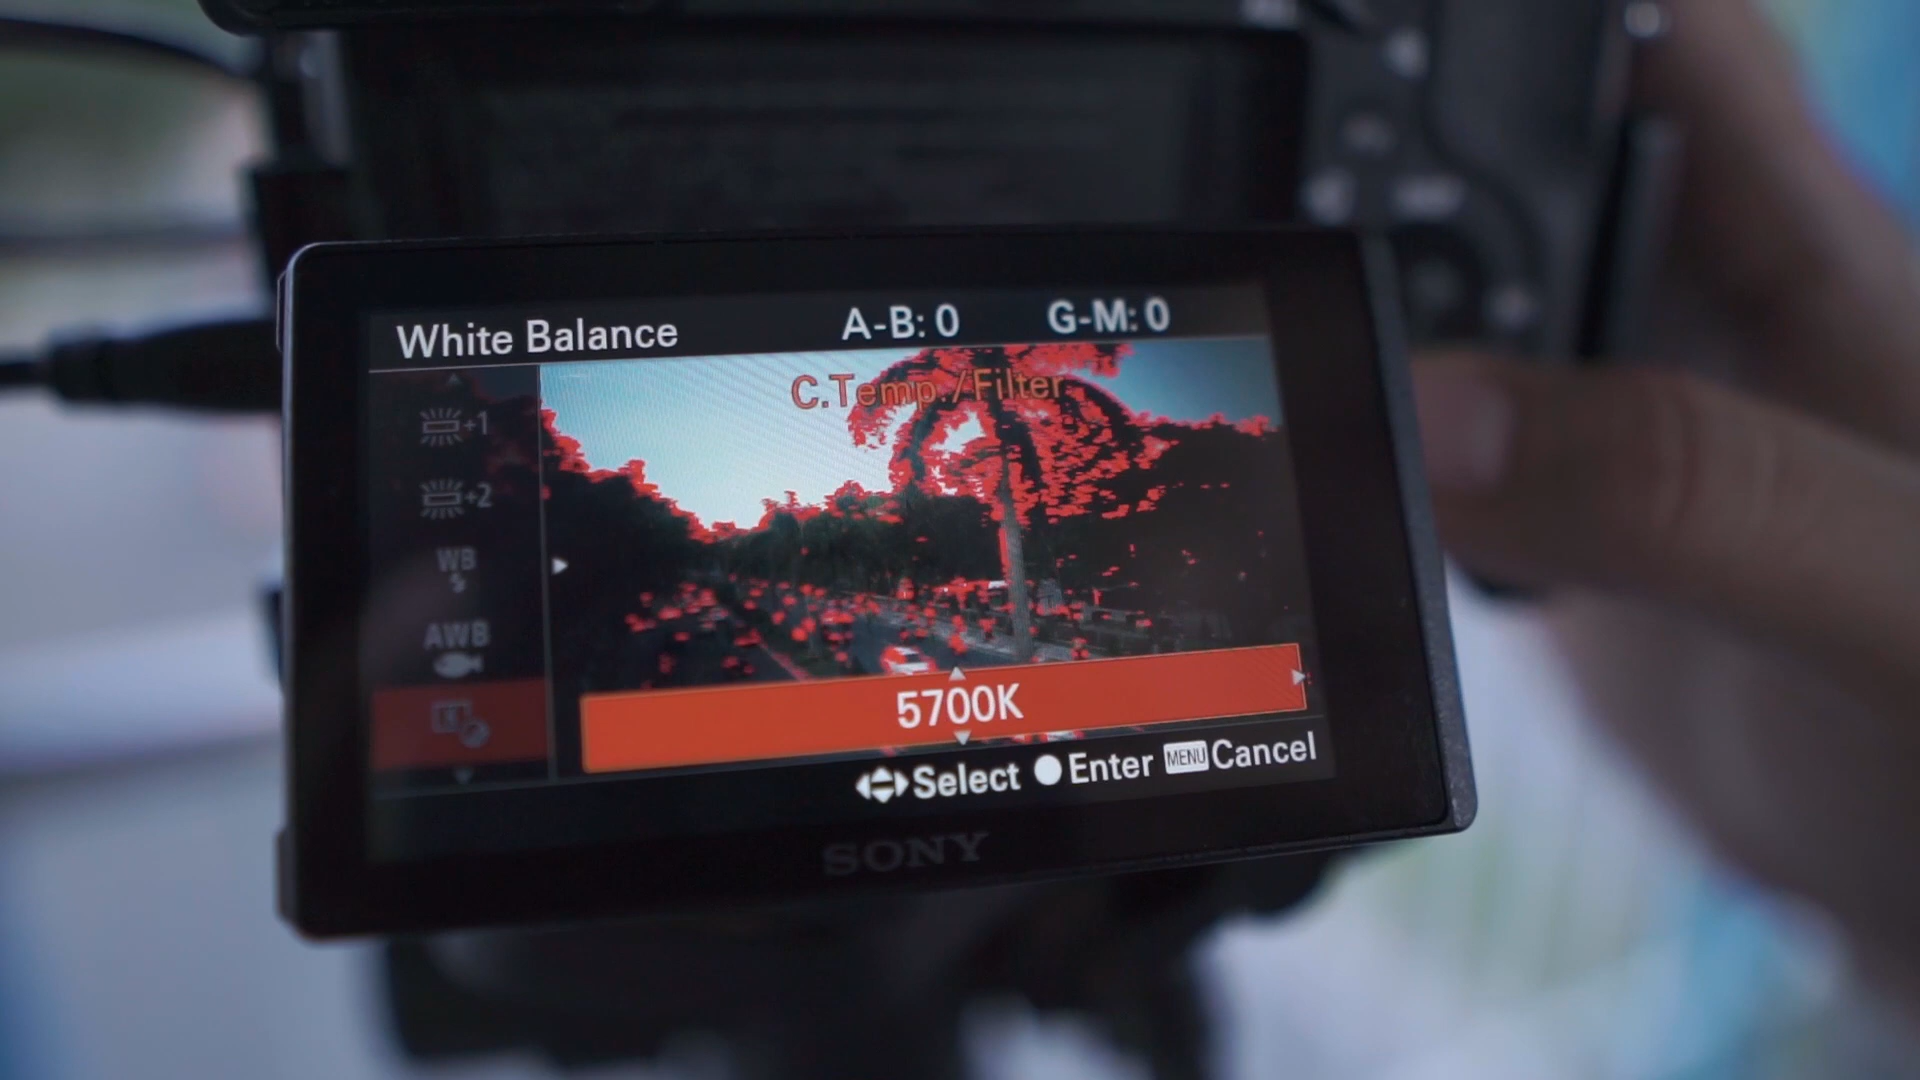 White Balance A-B: 0 G-M: 0
C.Temp./Filter
+1
+2
WB
AWB
K
5700K
Select Enter MENU Cancel
SONY